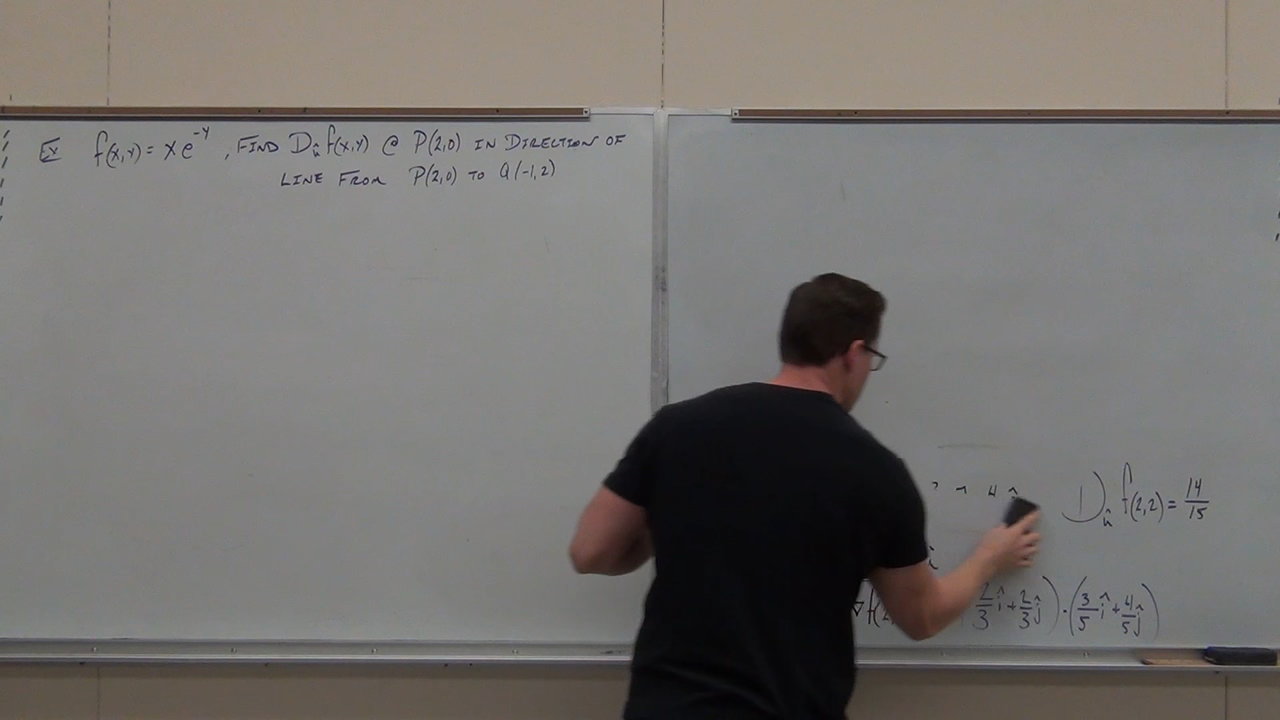 Ex f(x,y) = xe^{-y}, FIND D_û f(x,y) @ P(2,0) IN DIRECTION OF
LINE FROM P(2,0) TO Q(-1,2)
D_û f(2,2) = 14/15
∇f(2, 2/3 î + 2/3 ĵ) · (3/5 î + 4/5 ĵ)